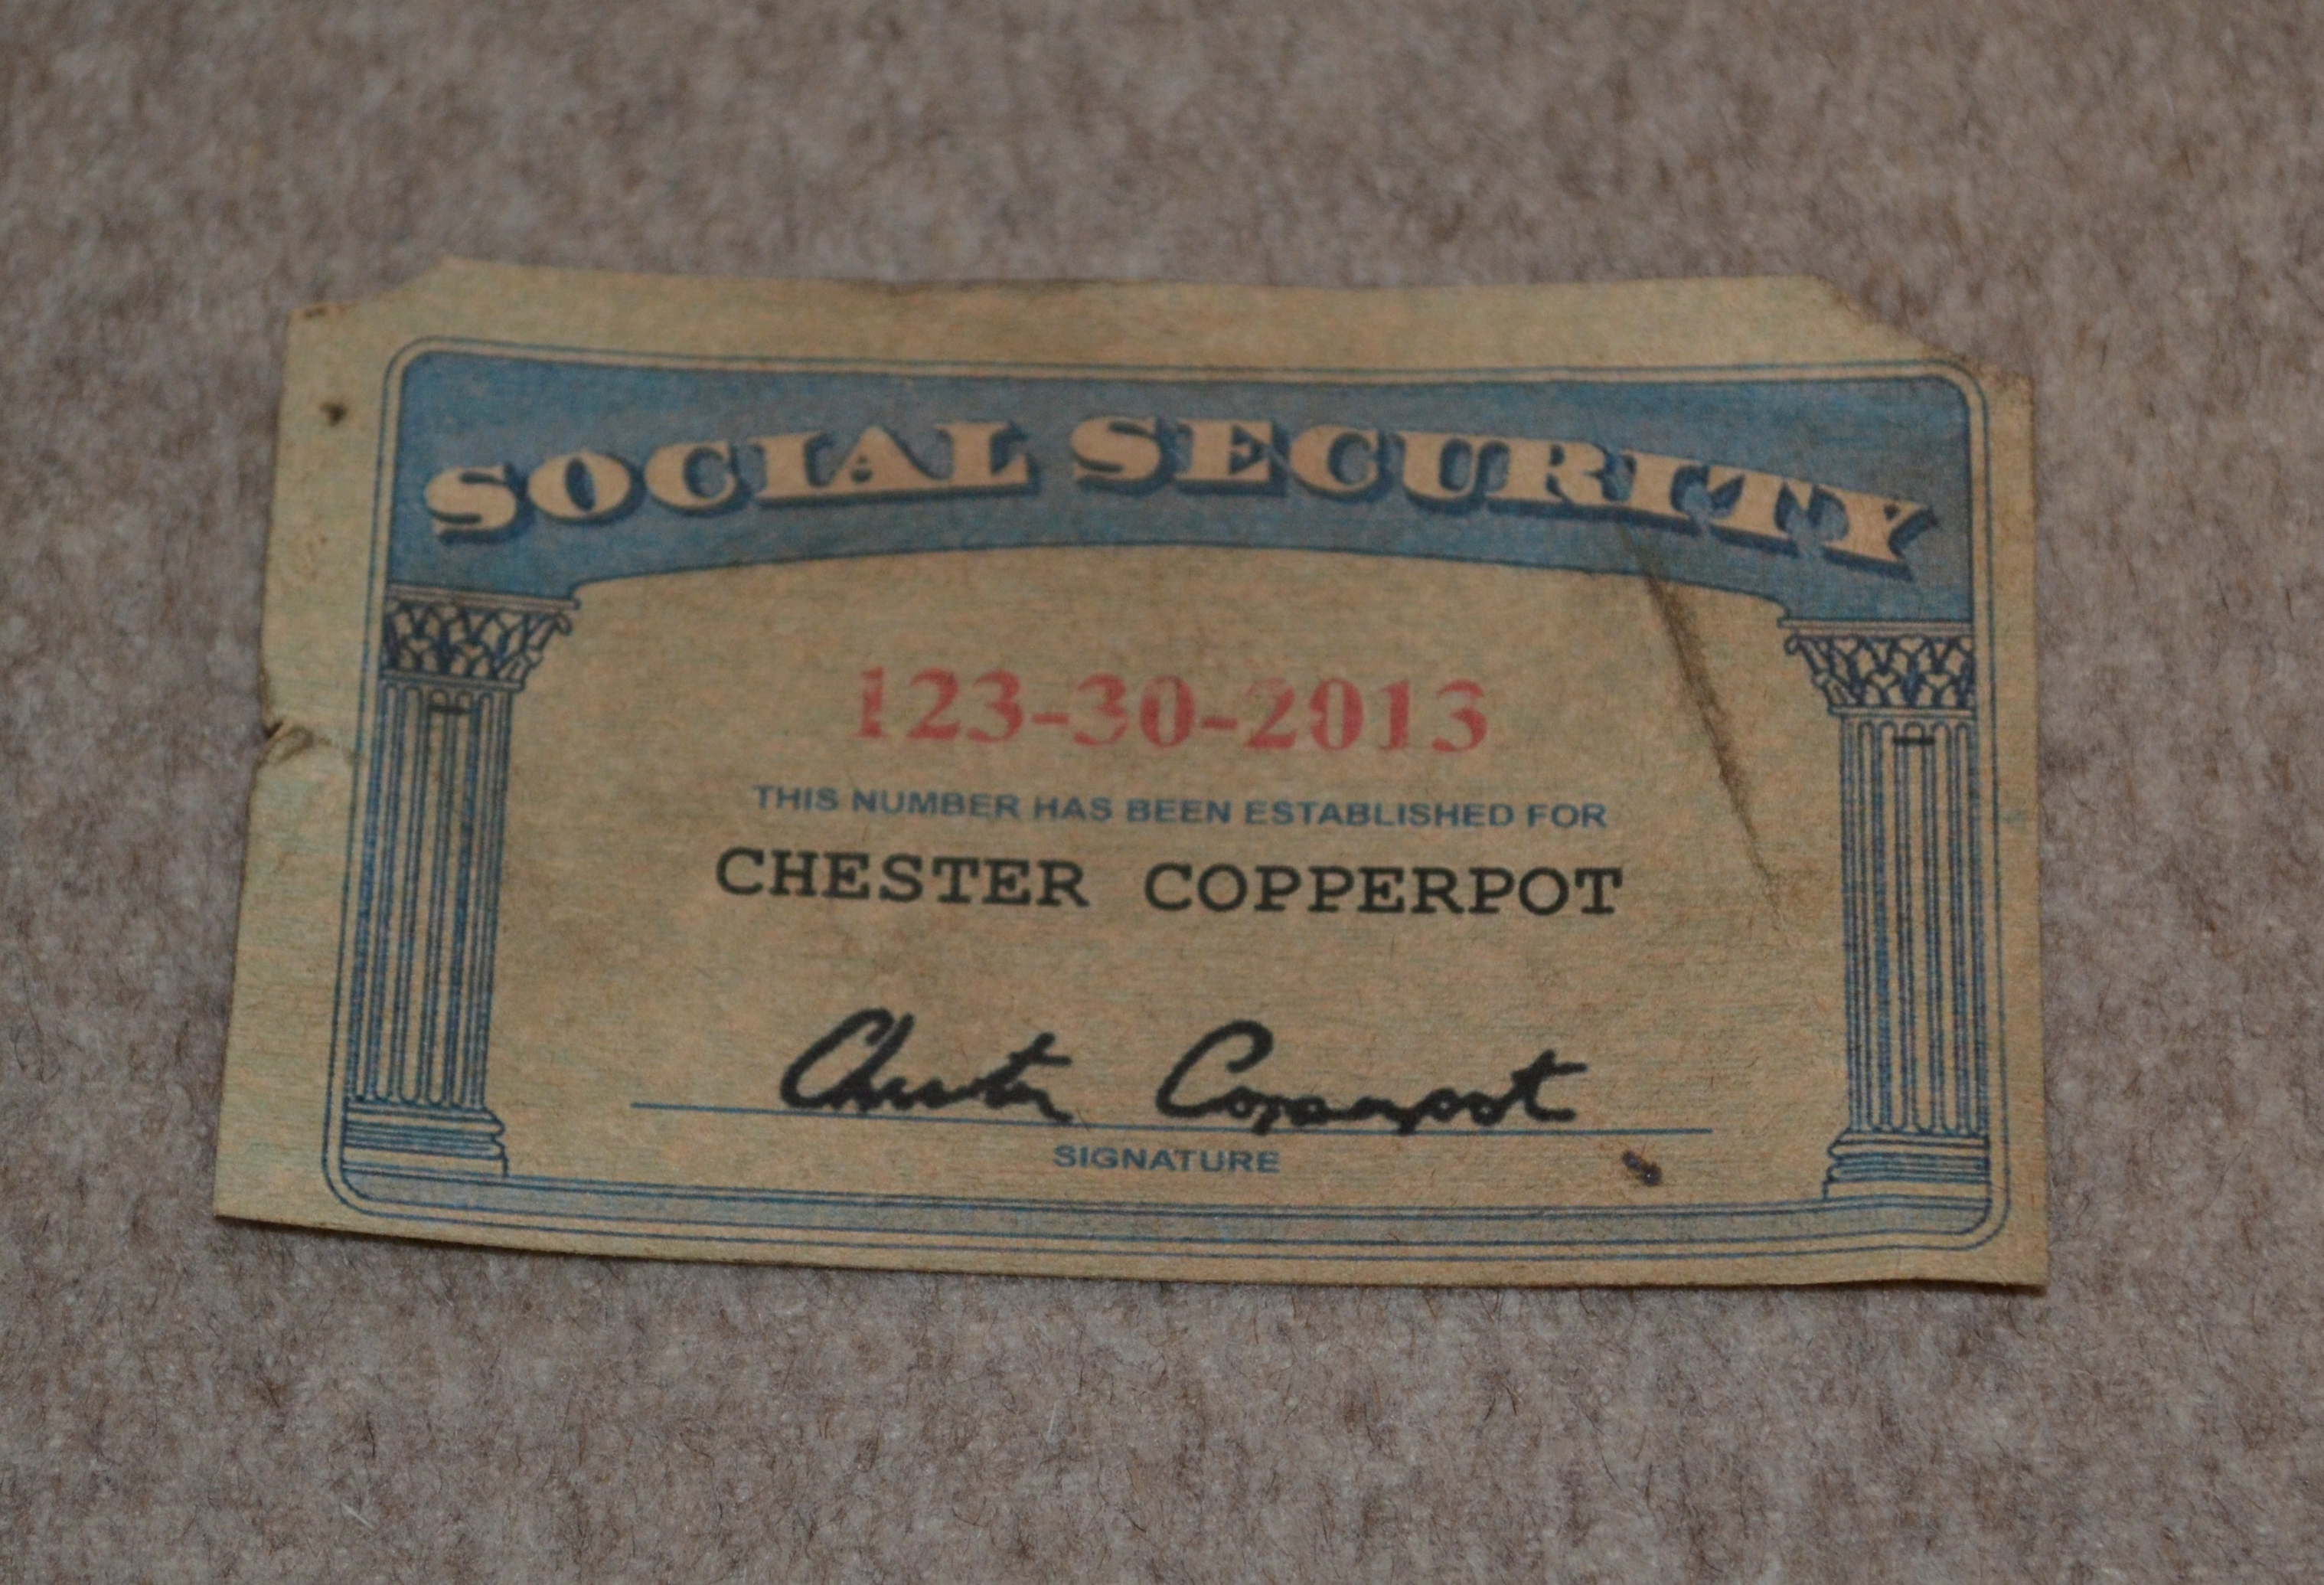 SOCIAL SECURITY
123-30-2013
THIS NUMBER HAS BEEN ESTABLISHED FOR
CHESTER COPPERPOT
Chester Copperpot
SIGNATURE